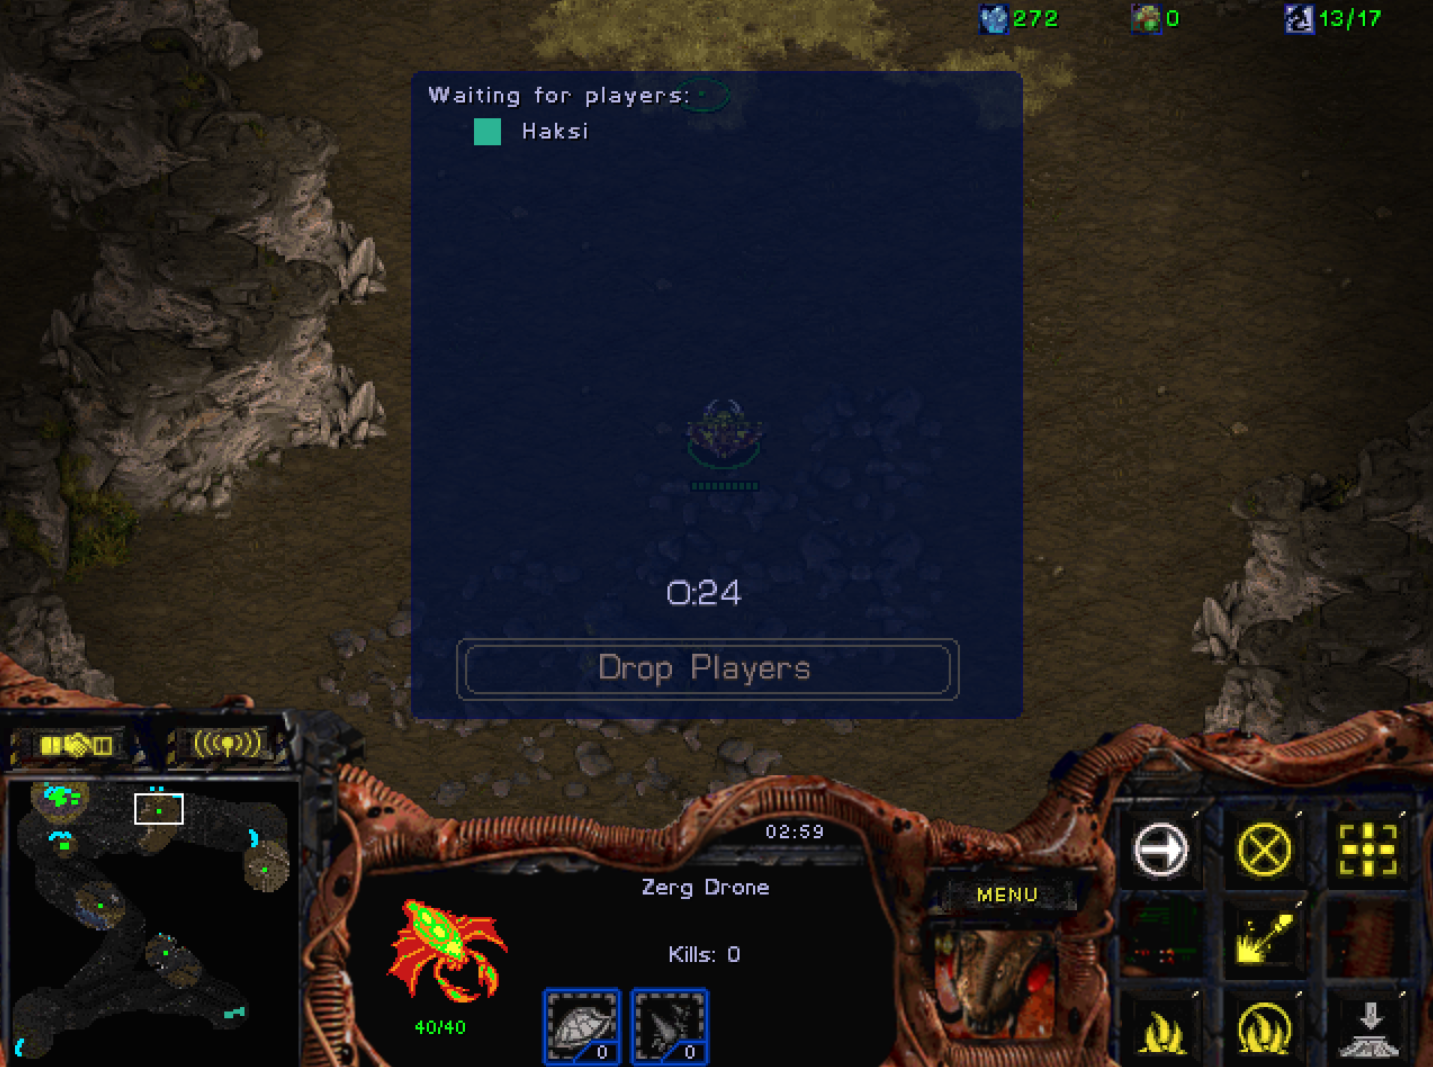 272 0 13/17
Waiting for players:
Haksi
0:24
Drop Players
02:59
Zerg Drone
MENU
Kills: 0
40/40
0 0